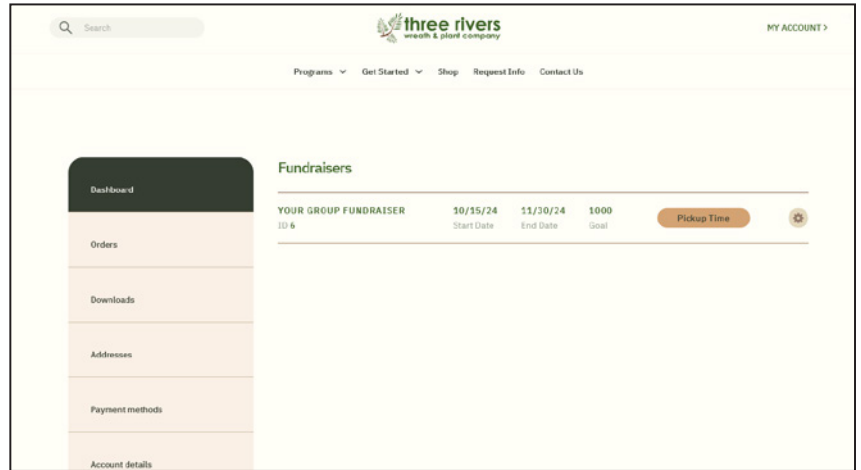 Search
three rivers
wreath & plant company
MY ACCOUNT >
Programs Get Started Shop Request Info Contact Us
Fundraisers
Dashboard
YOUR GROUP FUNDRAISER 10/15/24 11/30/24 1000
ID 6 Start Date End Date Goal
Pickup Time
Orders
Downloads
Addresses
Payment methods
Account details